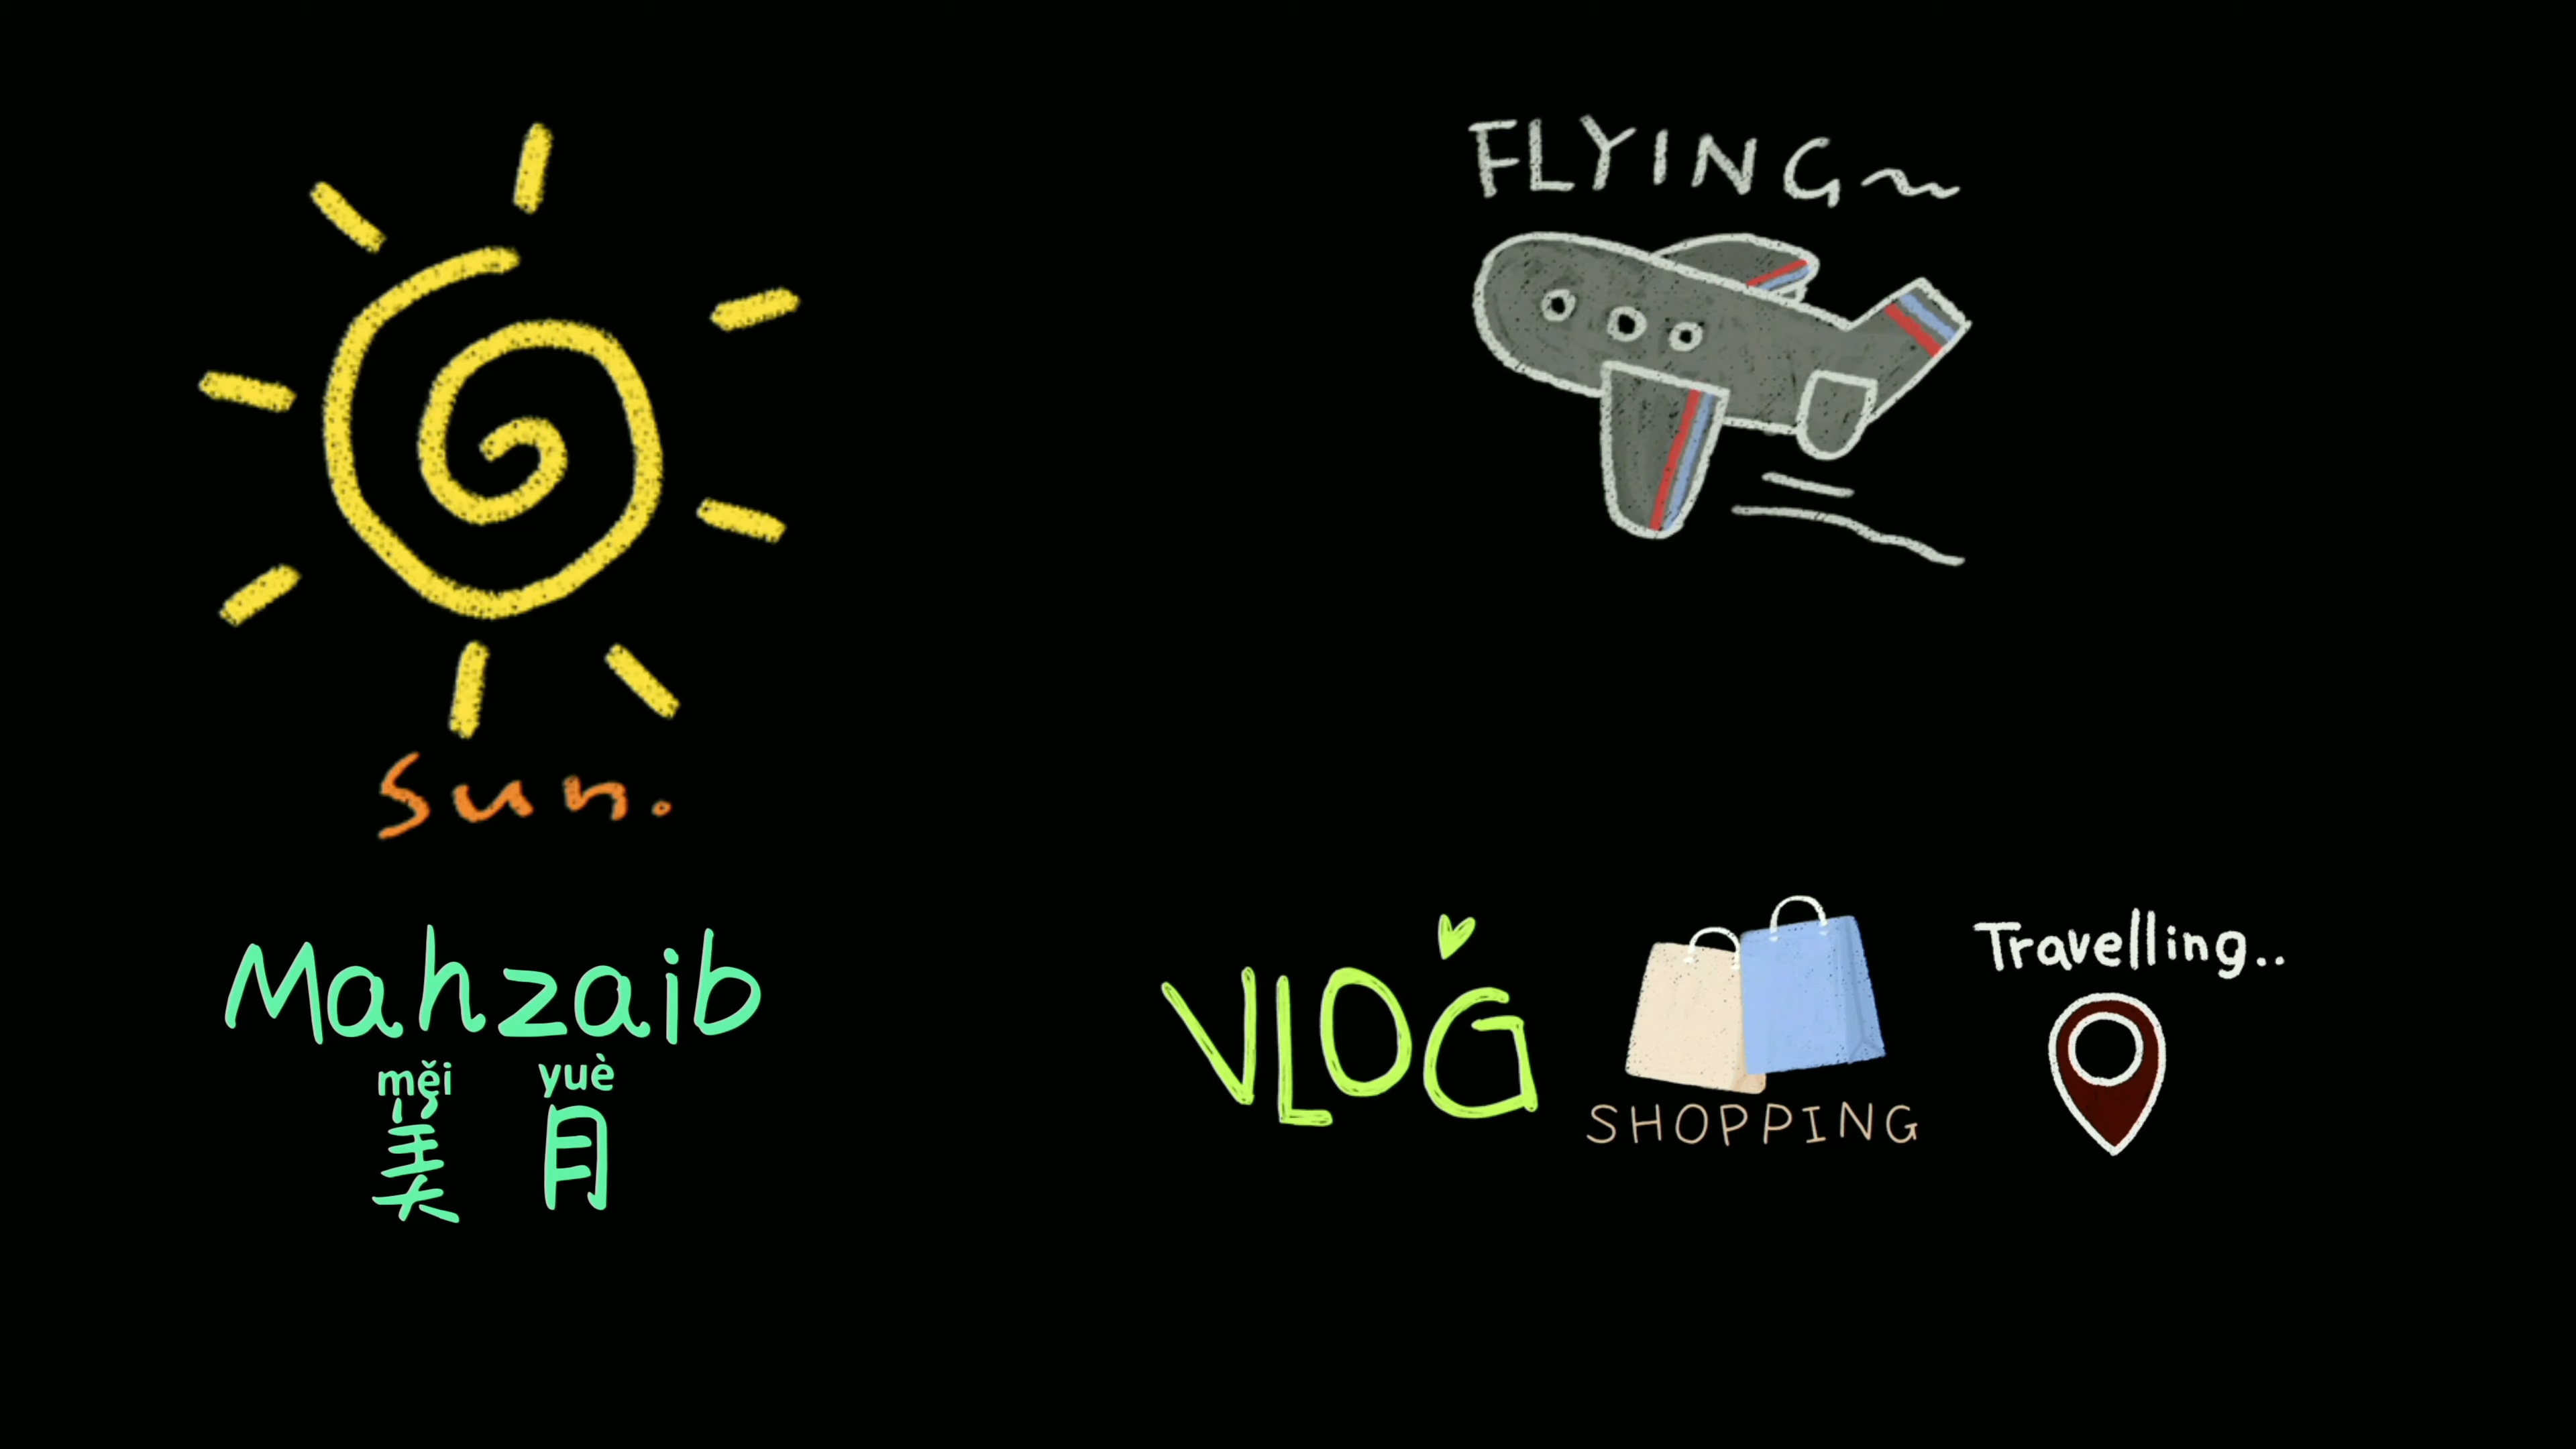 FLYING~
Sun.
Mahzaib
měi yuè
美 月
VLOG
SHOPPING
Travelling..